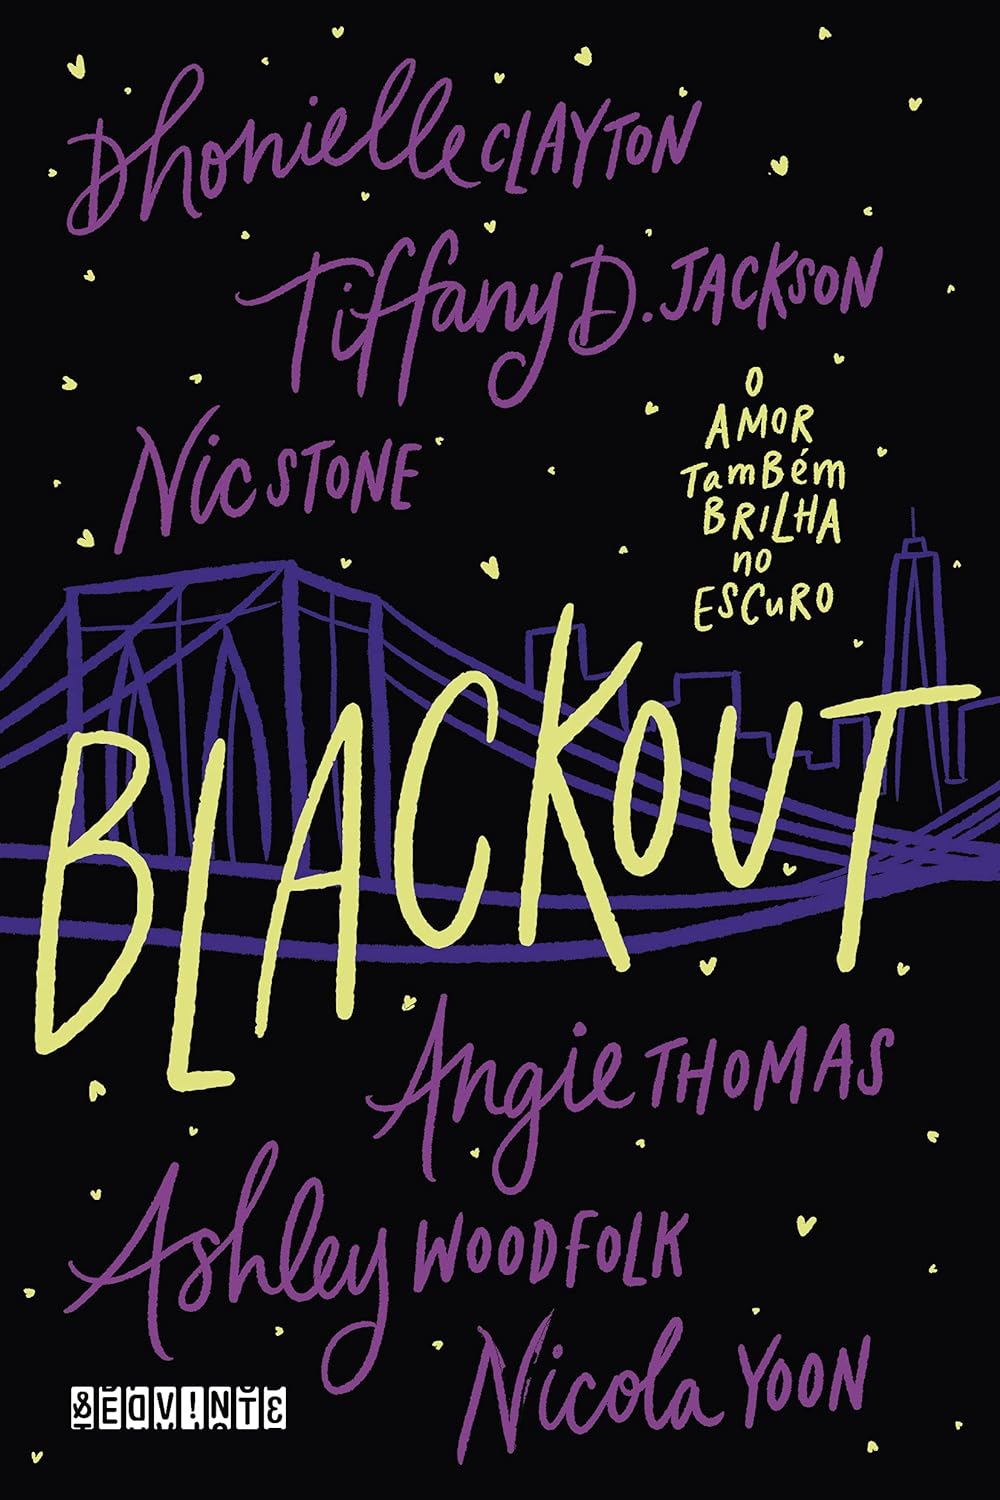 Dhonielle CLAYTON
Tiffany D. JACKSON
Nic STONE
O
AMOR
Também
BRILHA
no
ESCURO
BLACKOUT
Angie THOMAS
Ashley WOODFOLK
Nicola YOON
SEGUINTE